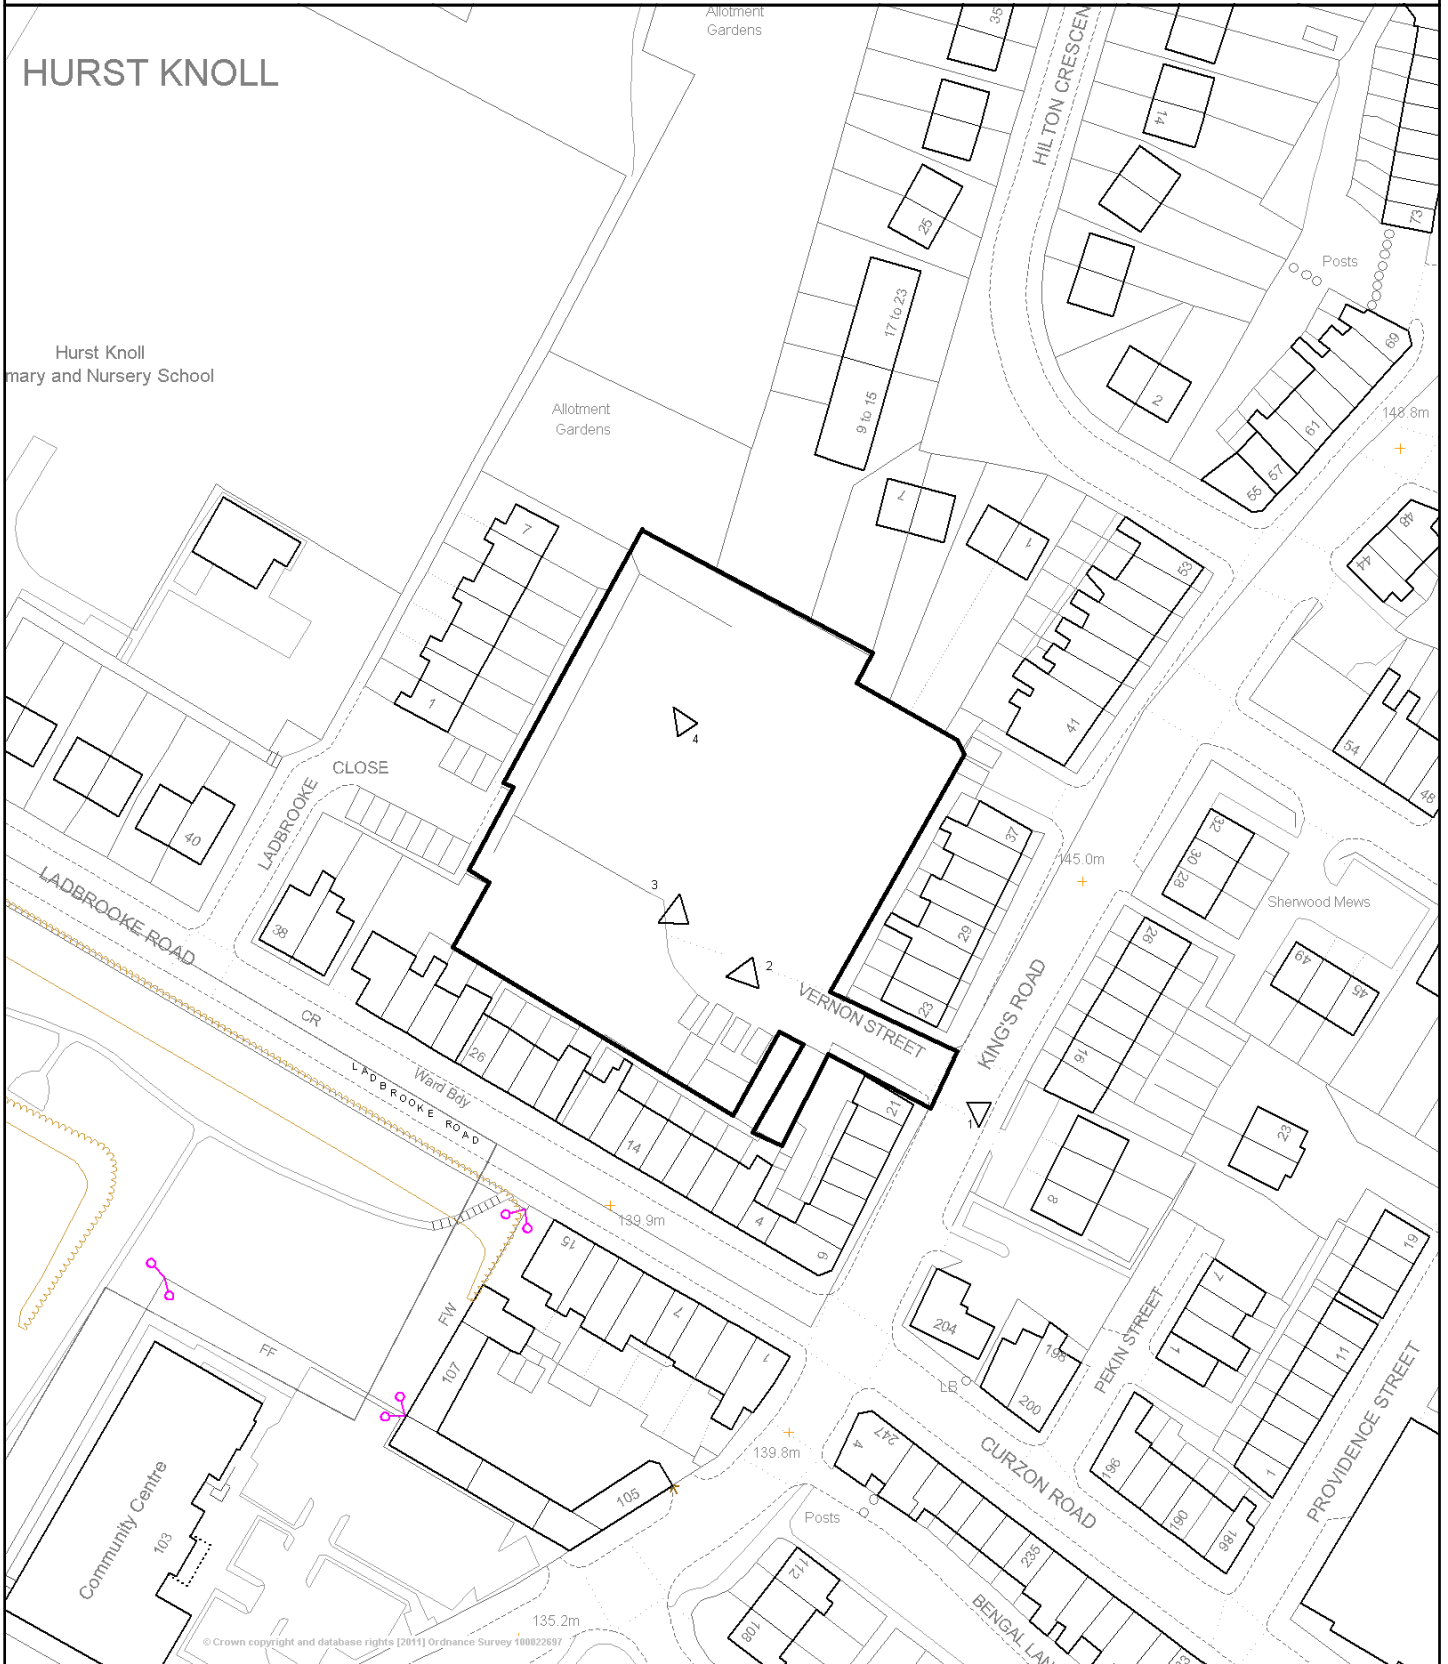 Allotment
Gardens
HURST KNOLL
HILTON CRESCEN
35
14
25
73
Posts
17 to 23
9 to 15
69
Hurst Knoll
mary and Nursery School
Allotment
Gardens
2
61
148.8m
57
55
7
7
1
48
44
53
1
41
4
54
48
CLOSE
LADBROOKE
40
37
32
30
28
145.0m
3
Sherwood Mews
LADBROOKE ROAD
38
29
26
49
45
2
VERNON STREET
23
KING'S ROAD
CR
26
16
Ward Bdy
LADBROOKE ROAD
21
1
14
23
8
4
6
139.9m
15
19
7
7
FW
204
198
200
1
1
11
PEKIN STREET
FF
107
LB
PROVIDENCE STREET
247
4
139.8m
CURZON ROAD
196
190
186
1
Community Centre
103
105
Posts
235
112
108
BENGAL LAN
135.2m
© Crown copyright and database rights [2011] Ordnance Survey 100022697